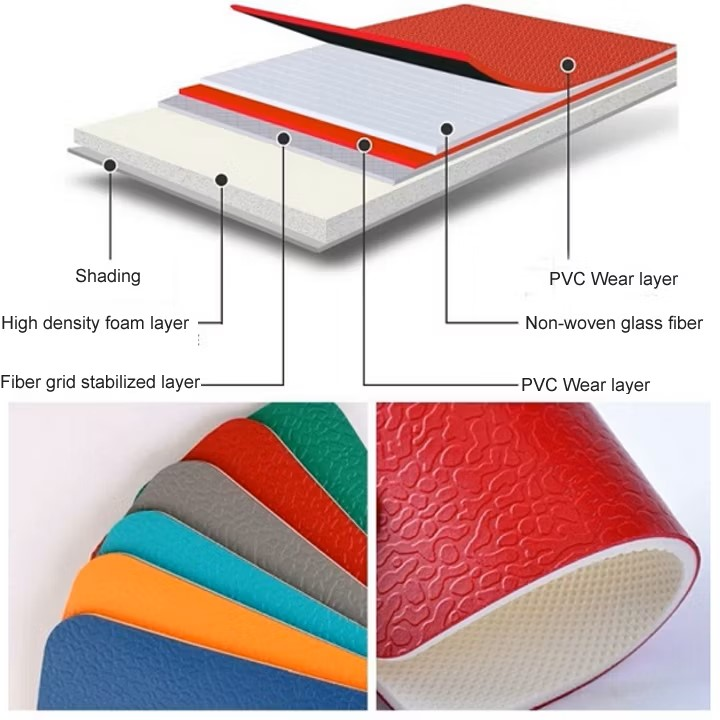 Shading
PVC Wear layer
High density foam layer
Non-woven glass fiber
Fiber grid stabilized layer
PVC Wear layer